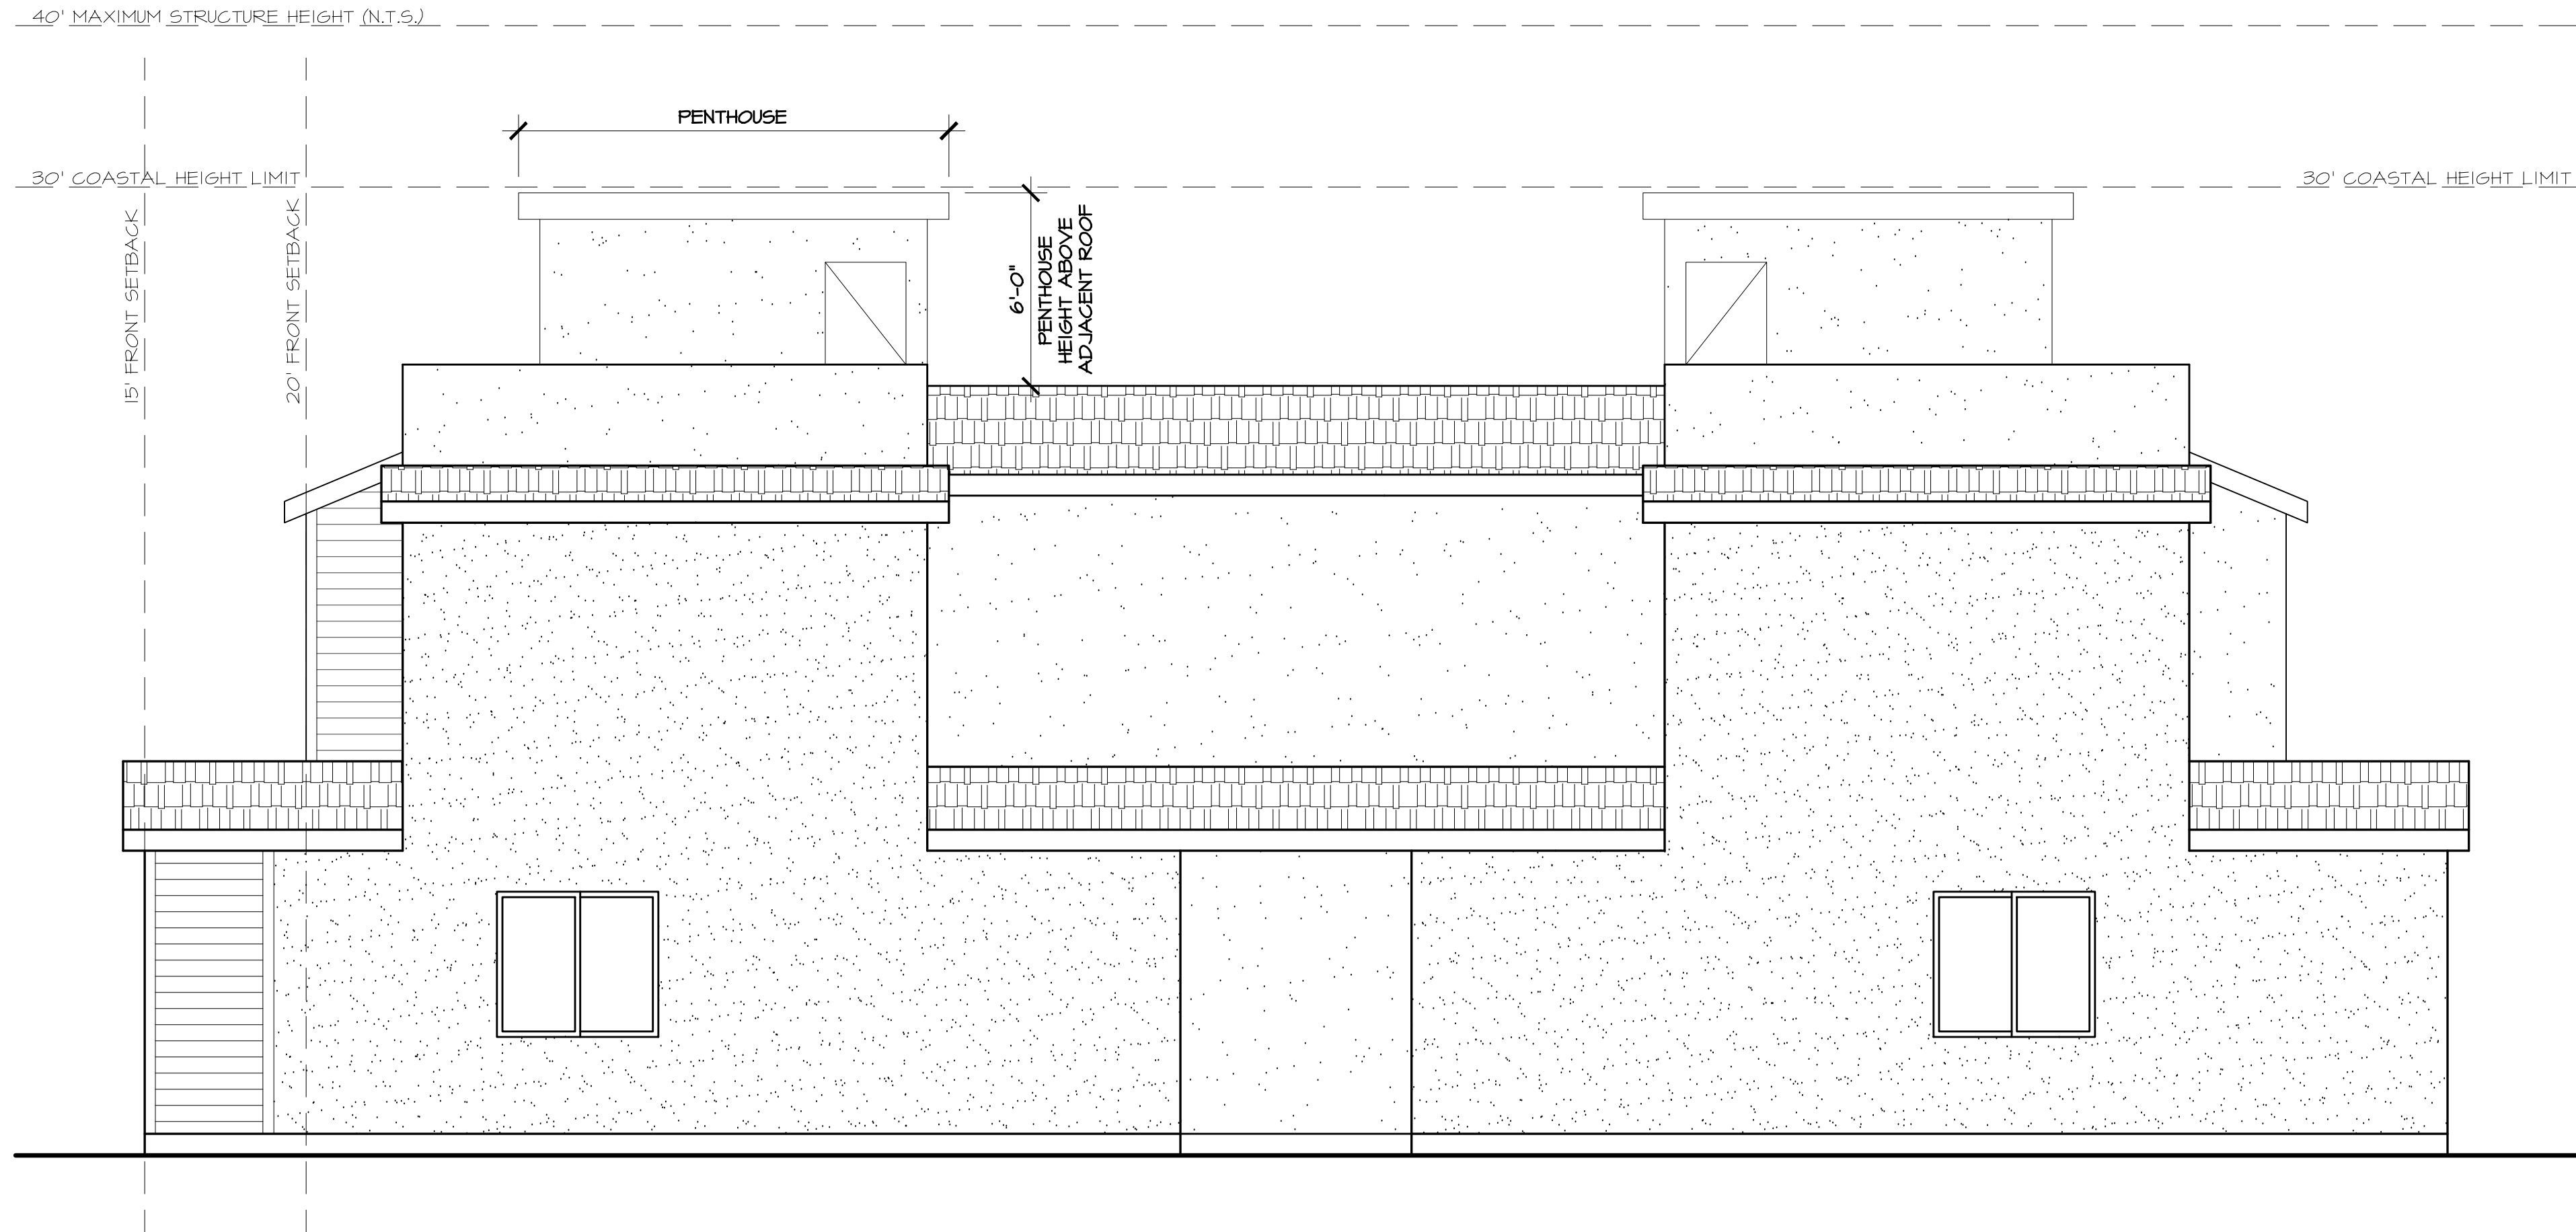 40' MAXIMUM STRUCTURE HEIGHT (N.T.S.)
PENTHOUSE
30' COASTAL HEIGHT LIMIT
30' COASTAL HEIGHT LIMIT
15' FRONT SETBACK
20' FRONT SETBACK
6'-0"
PENTHOUSE
HEIGHT ABOVE
ADJACENT ROOF